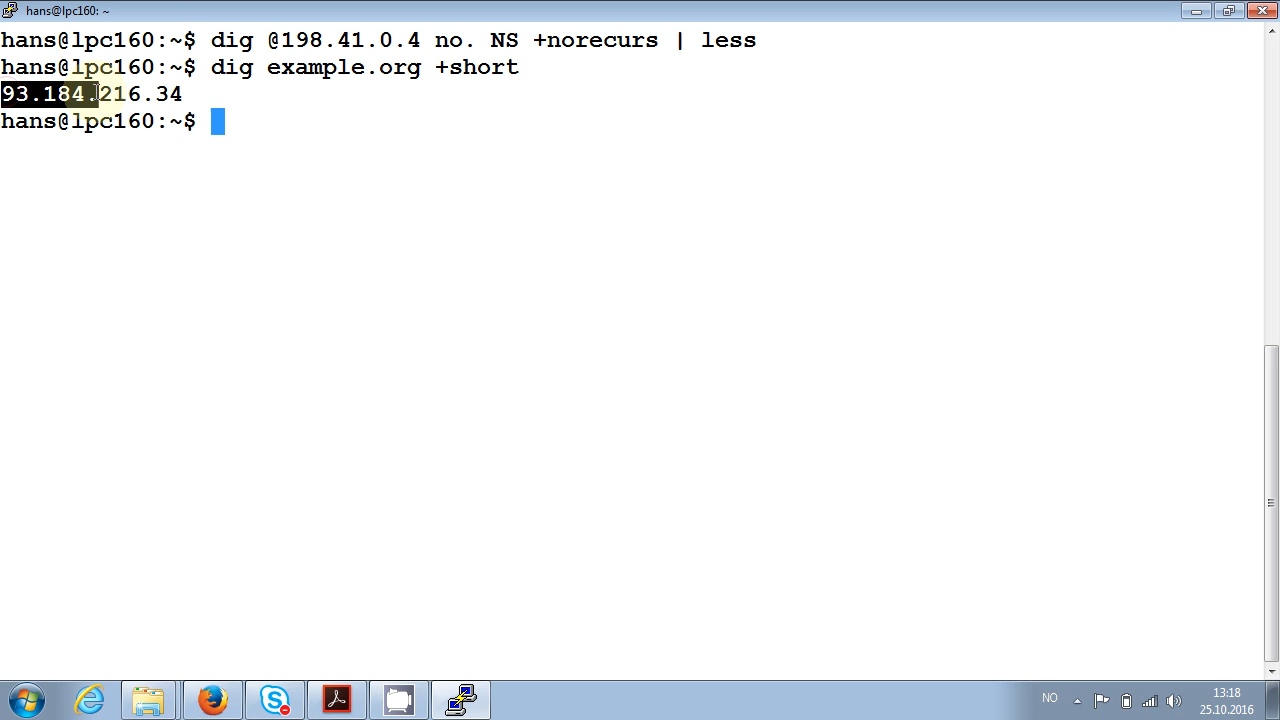 hans@lpc160: ~
hans@lpc160:~$ dig @198.41.0.4 no. NS +norecurs | less
hans@lpc160:~$ dig example.org +short
93.184.216.34
hans@lpc160:~$
NO
13:18
25.10.2016